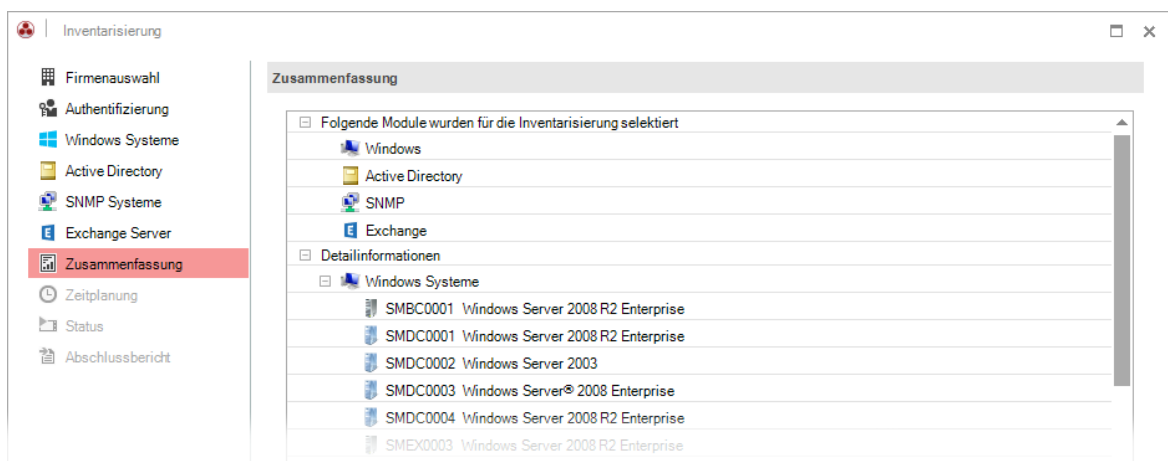 Inventarisierung
Firmenauswahl
Authentifizierung
Windows Systeme
Active Directory
SNMP Systeme
Exchange Server
Zusammenfassung
Zeitplanung
Status
Abschlussbericht
Zusammenfassung
Folgende Module wurden für die Inventarisierung selektiert
Windows
Active Directory
SNMP
Exchange
Detailinformationen
Windows Systeme
SMBC0001 Windows Server 2008 R2 Enterprise
SMDC0001 Windows Server 2008 R2 Enterprise
SMDC0002 Windows Server 2003
SMDC0003 Windows Server® 2008 Enterprise
SMDC0004 Windows Server 2008 R2 Enterprise
SMEX0003 Windows Server 2008 R2 Enterprise